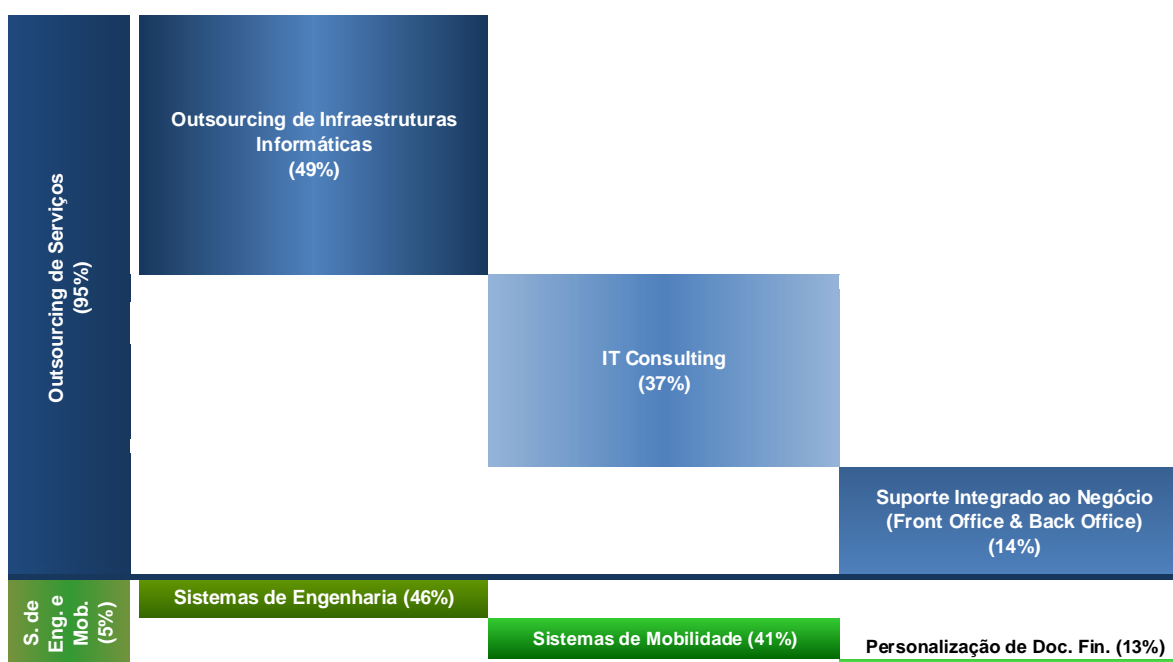 Outsourcing de Serviços
(95%)
Outsourcing de Infraestruturas
Informáticas
(49%)
IT Consulting
(37%)
Suporte Integrado ao Negócio
(Front Office & Back Office)
(14%)
S. de
Eng. e
Mob.
(5%)
Sistemas de Engenharia (46%)
Sistemas de Mobilidade (41%)
Personalização de Doc. Fin. (13%)